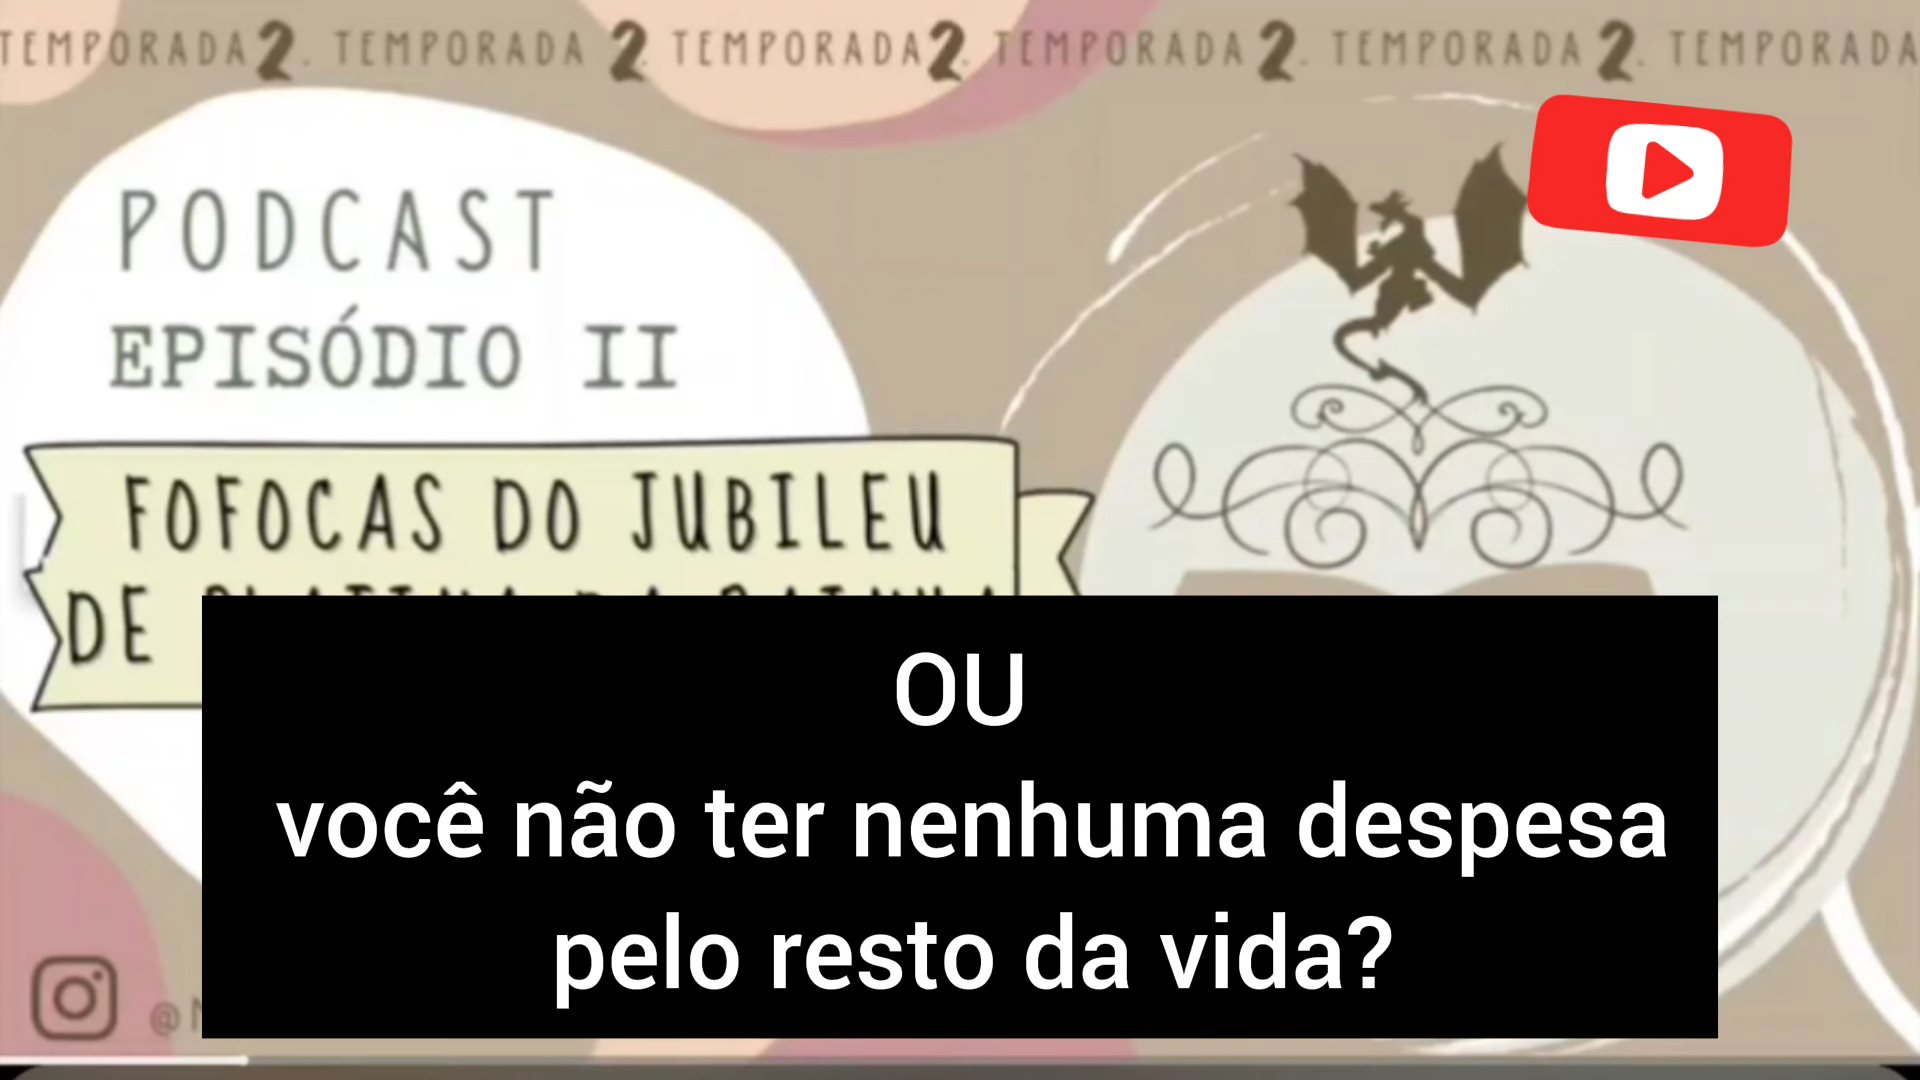 TEMPORADA 2. TEMPORADA 2. TEMPORADA 2. TEMPORADA 2. TEMPORADA 2. TEMPORADA
PODCAST
EPISÓDIO II
FOFOCAS DO JUBILEU
DE
OU
você não ter nenhuma despesa
pelo resto da vida?
@